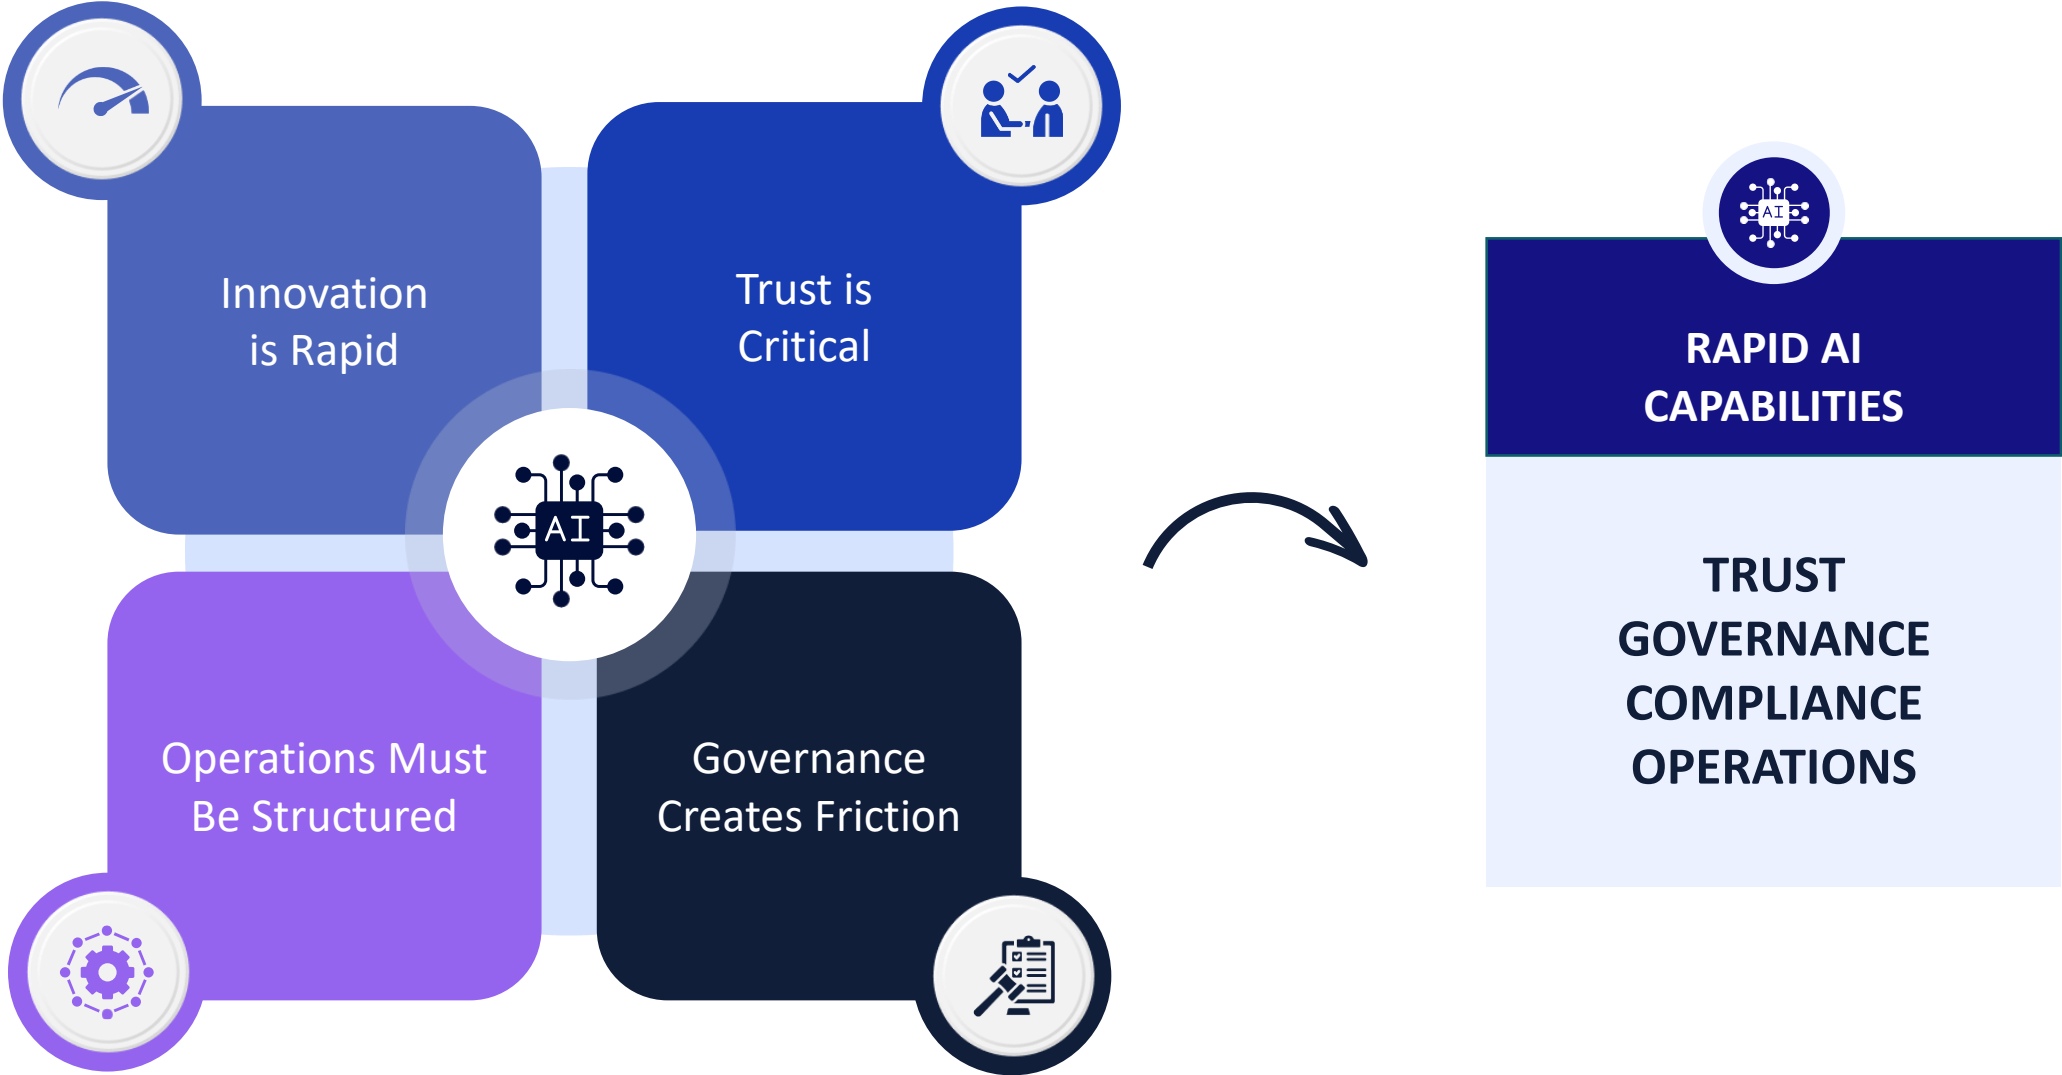 Innovation
is Rapid
Trust is
Critical
AI
Operations Must
Be Structured
Governance
Creates Friction
AI
RAPID AI
CAPABILITIES
TRUST
GOVERNANCE
COMPLIANCE
OPERATIONS